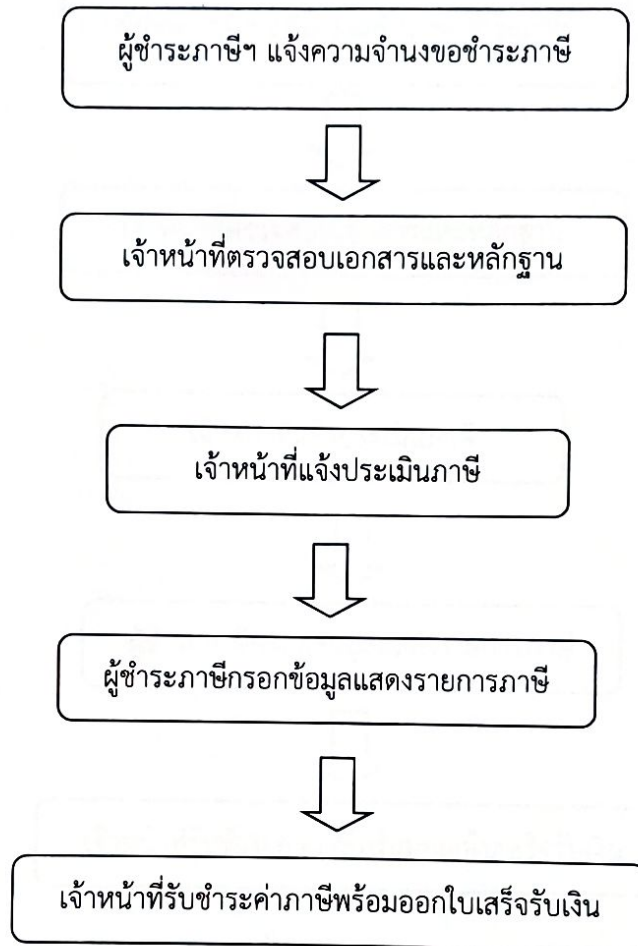 ผู้ชำระภาษีฯ แจ้งความจำนงขอชำระภาษี
เจ้าหน้าที่ตรวจสอบเอกสารและหลักฐาน
เจ้าหน้าที่แจ้งประเมินภาษี
ผู้ชำระภาษีกรอกข้อมูลแสดงรายการภาษี
เจ้าหน้าที่รับชำระค่าภาษีพร้อมออกใบเสร็จรับเงิน